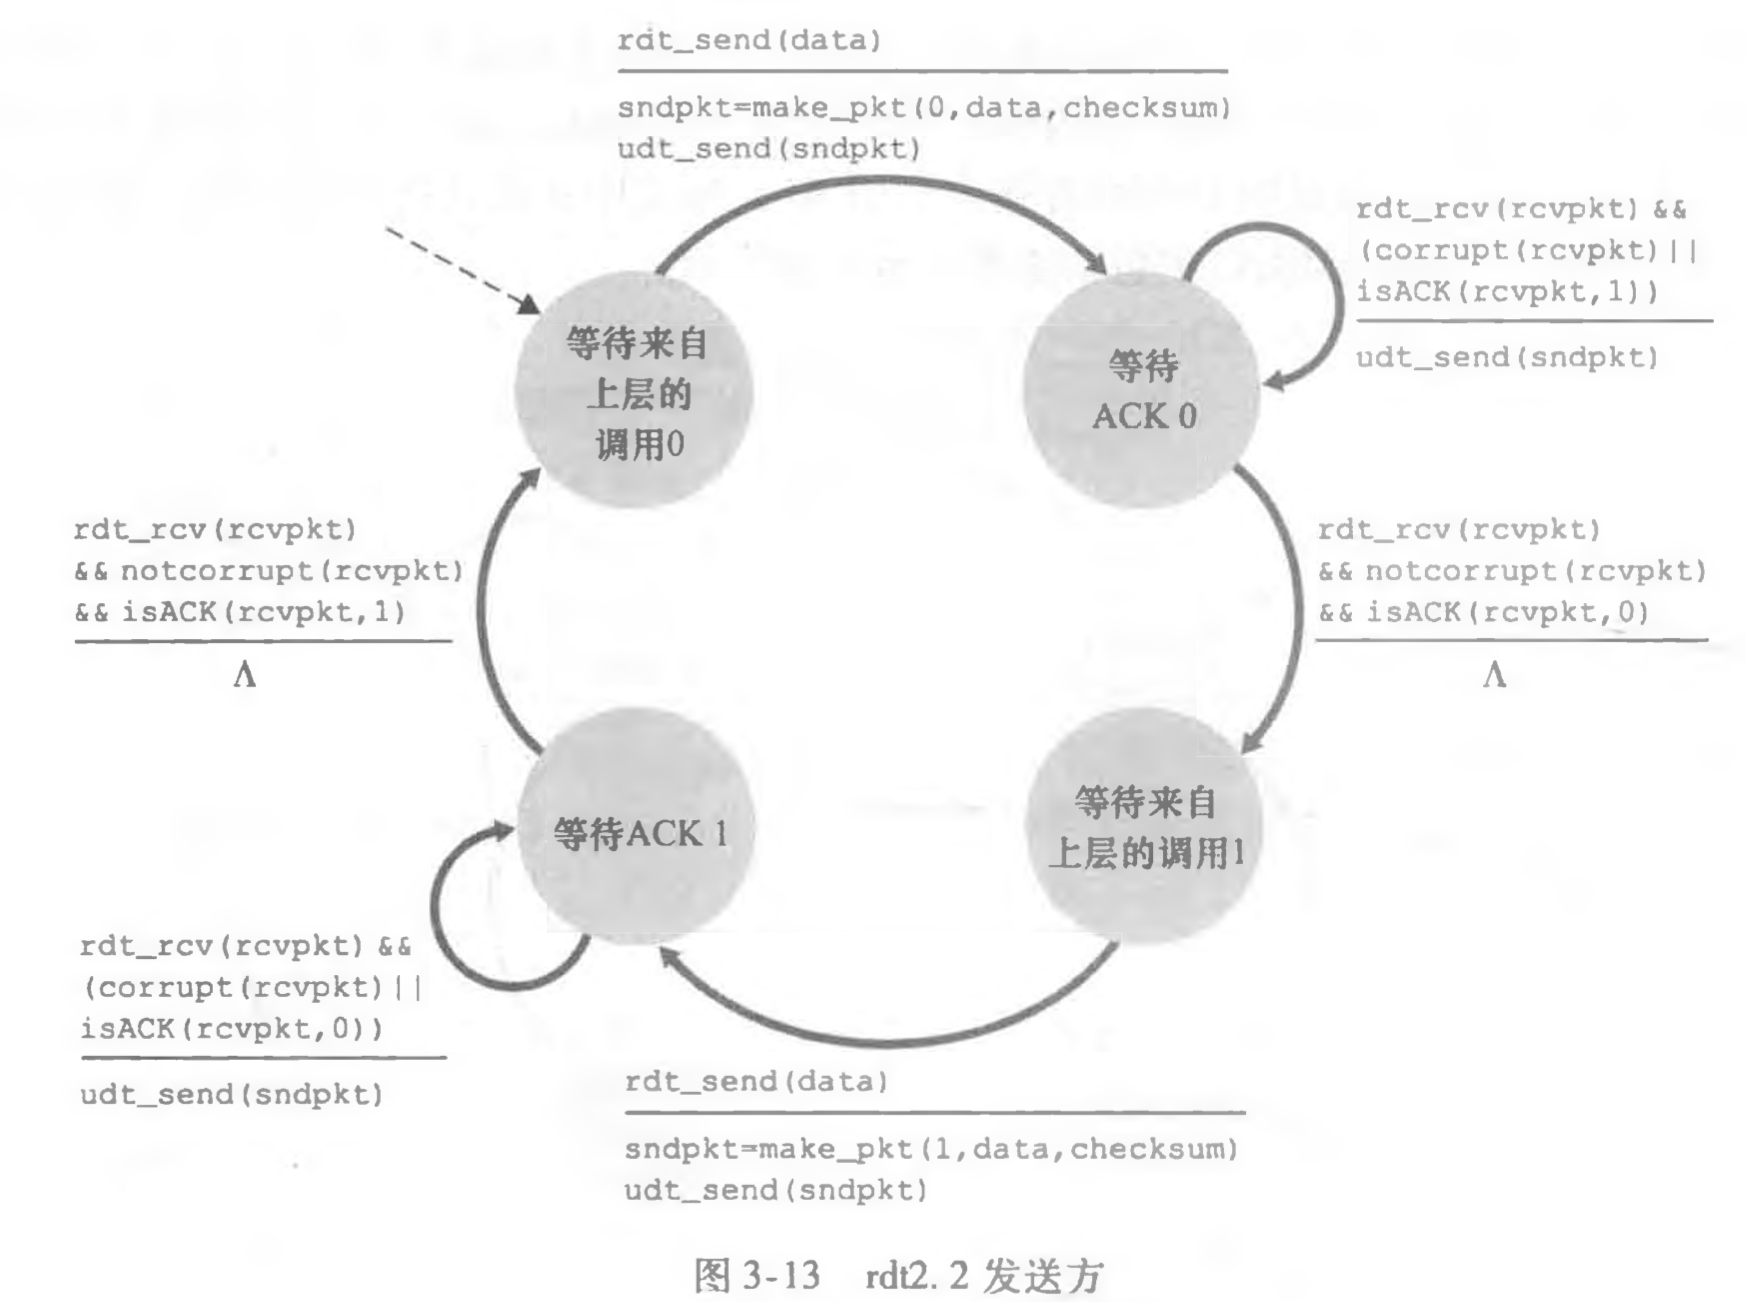 rdt_send(data)
sndpkt=make_pkt(0,data,checksum)
udt_send(sndpkt)
rdt_rcv(rcvpkt) &&
(corrupt(rcvpkt)||
isACK(rcvpkt,1))
udt_send(sndpkt)
等待来自
上层的
调用0
等待
ACK 0
rdt_rcv(rcvpkt)
&& notcorrupt(rcvpkt)
&& isACK(rcvpkt,1)
Λ
rdt_rcv(rcvpkt)
&& notcorrupt(rcvpkt)
&& isACK(rcvpkt,0)
Λ
等待ACK 1
等待来自
上层的调用1
rdt_rcv(rcvpkt) &&
(corrupt(rcvpkt)||
isACK(rcvpkt,0))
udt_send(sndpkt)
rdt_send(data)
sndpkt=make_pkt(1,data,checksum)
udt_send(sndpkt)
图 3-13 rdt2. 2 发送方